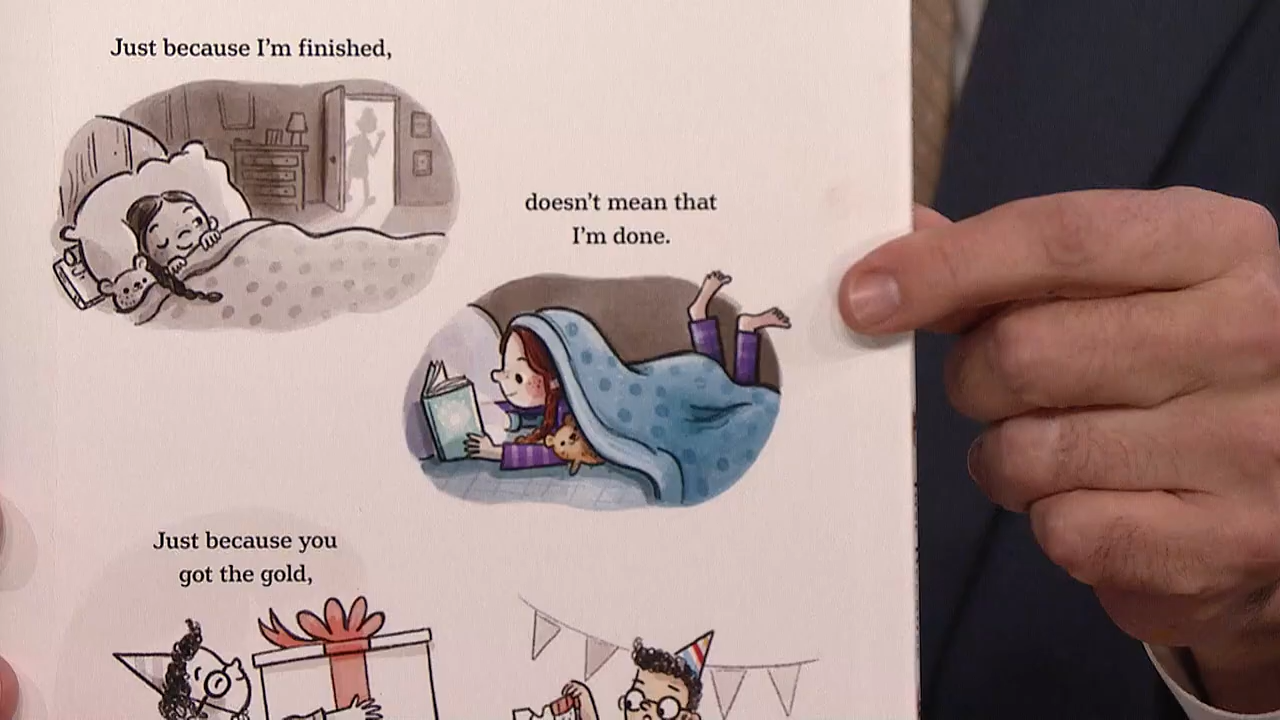 Just because I'm finished,
doesn't mean that
I'm done.
Just because you
got the gold,